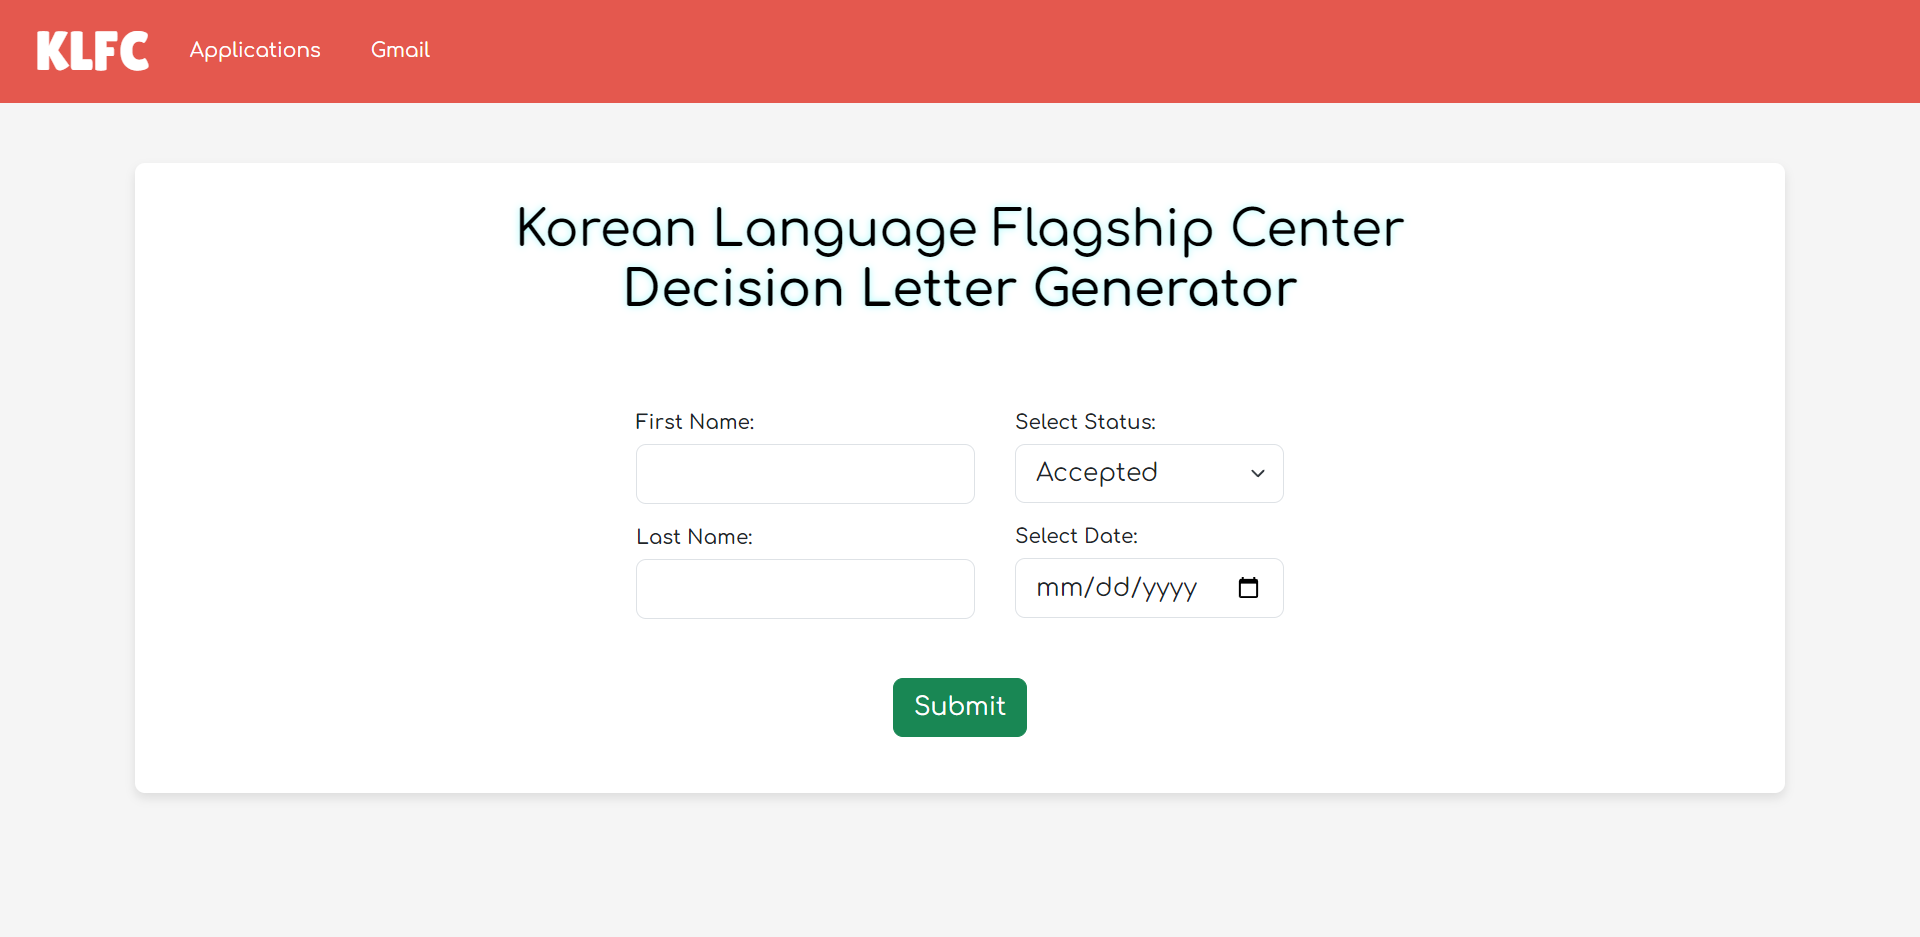 KLFC Applications Gmail
Korean Language Flagship Center
Decision Letter Generator
First Name:
Select Status:
Accepted
Last Name:
Select Date:
mm/dd/yyyy
Submit